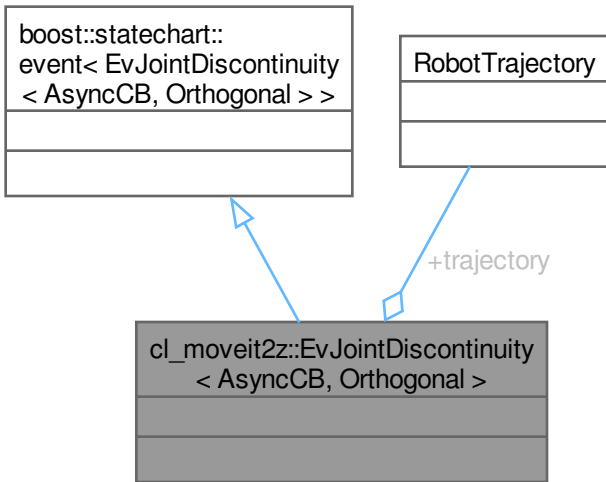 boost::statechart::
event< EvJointDiscontinuity
< AsyncCB, Orthogonal > >
RobotTrajectory
+trajectory
cl_moveit2z::EvJointDiscontinuity
< AsyncCB, Orthogonal >